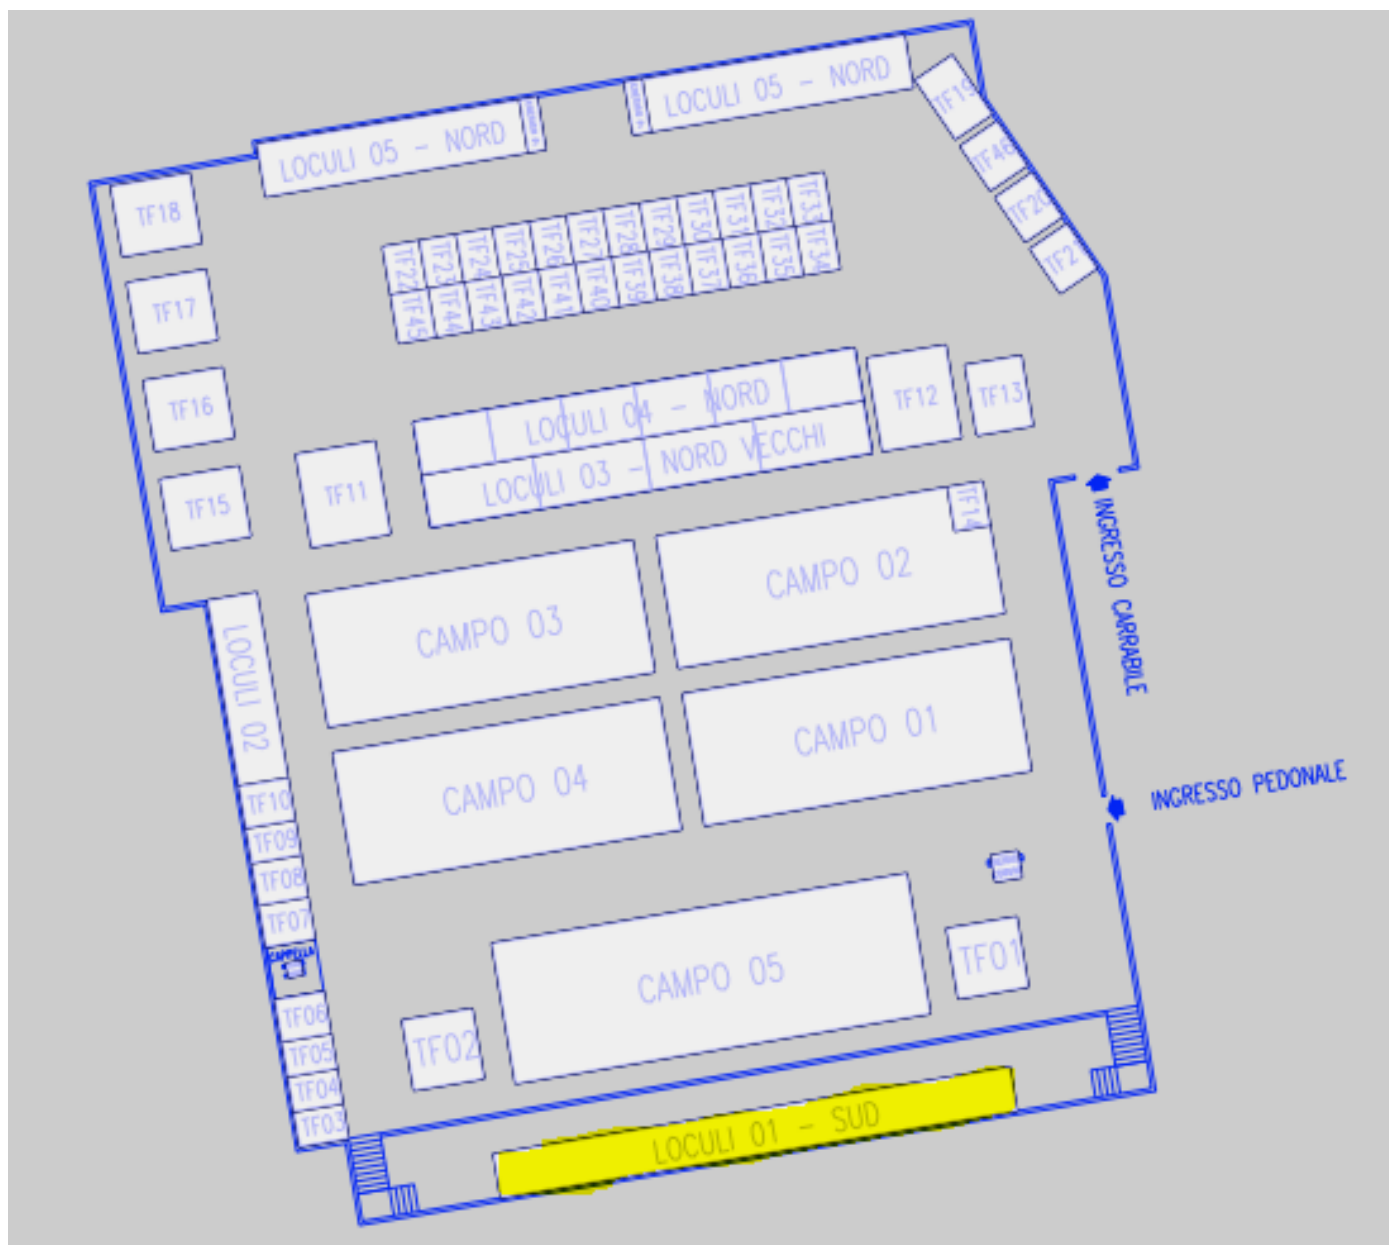 LOCULI 05 - NORD
LOCULI 05 - NORD
TF19
TF46
TF20
TF21
TF18
TF17
TF16
TF15
TF22
TF23
TF24
TF25
TF26
TF27
TF28
TF29
TF30
TF31
TF32
TF33
TF45
TF44
TF43
TF42
TF41
TF40
TF39
TF38
TF37
TF36
TF35
TF34
LOCULI 04 - NORD
LOCULI 03 - NORD VECCHI
TF12
TF13
TF11
TF14
CAMPO 02
CAMPO 03
INGRESSO CARRABILE
LOCULI 02
CAMPO 01
CAMPO 04
INGRESSO PEDONALE
TF10
TF09
TF08
TF07
CAPPELLA
TF06
TF05
TF04
TF03
CAMPO 05
TF01
TF02
LOCULI 01 - SUD